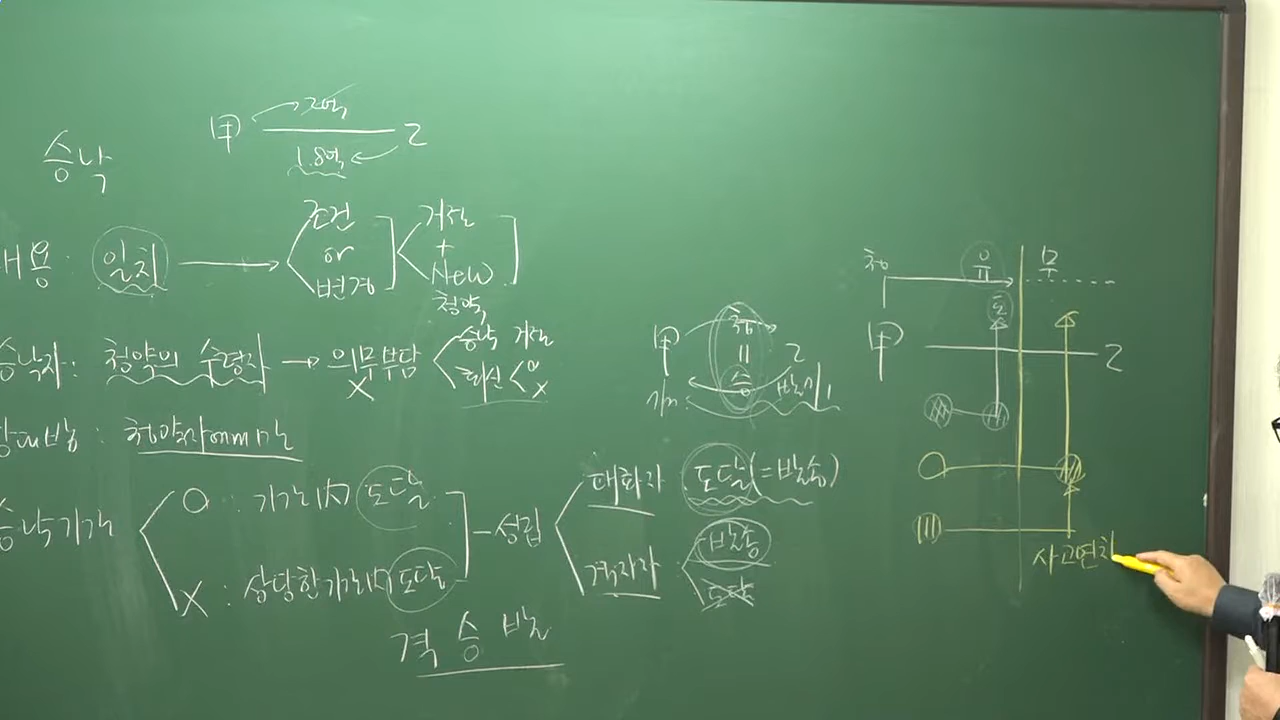 승낙
甲 2억 乙
1.8억
내용 : 일치 → 조건 or 변경 거절 + New 청약
승낙자 : 청약의 수령자 → 의무부담 X 승낙 거절 회신 O X
상대방 : 청약자에게만
승낙기간 O : 기간 내 도달
X : 상당한 기간 내 도달
성립 대화자 도달(=발송)
격지자 발송 도달
격 승 발
甲 청 = 승 乙
청 유 무
도
甲 乙
사고연착